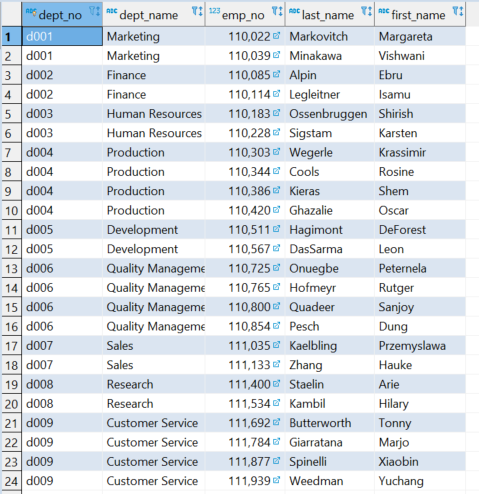 ABC dept_no ABC dept_name 123 emp_no ABC last_name ABC first_name
1 d001 Marketing 110,022 Markovitch Margareta
2 d001 Marketing 110,039 Minakawa Vishwani
3 d002 Finance 110,085 Alpin Ebru
4 d002 Finance 110,114 Legleitner Isamu
5 d003 Human Resources 110,183 Ossenbruggen Shirish
6 d003 Human Resources 110,228 Sigstam Karsten
7 d004 Production 110,303 Wegerle Krassimir
8 d004 Production 110,344 Cools Rosine
9 d004 Production 110,386 Kieras Shem
10 d004 Production 110,420 Ghazalie Oscar
11 d005 Development 110,511 Hagimont DeForest
12 d005 Development 110,567 DasSarma Leon
13 d006 Quality Manageme 110,725 Onuegbe Peternela
14 d006 Quality Manageme 110,765 Hofmeyr Rutger
15 d006 Quality Manageme 110,800 Quadeer Sanjoy
16 d006 Quality Manageme 110,854 Pesch Dung
17 d007 Sales 111,035 Kaelbling Przemyslawa
18 d007 Sales 111,133 Zhang Hauke
19 d008 Research 111,400 Staelin Arie
20 d008 Research 111,534 Kambil Hilary
21 d009 Customer Service 111,692 Butterworth Tonny
22 d009 Customer Service 111,784 Giarratana Marjo
23 d009 Customer Service 111,877 Spinelli Xiaobin
24 d009 Customer Service 111,939 Weedman Yuchang